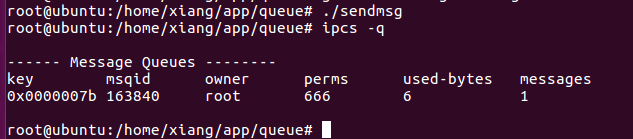 root@ubuntu:/home/xiang/app/queue# ./sendmsg
root@ubuntu:/home/xiang/app/queue# ipcs -q
------ Message Queues --------
key msqid owner perms used-bytes messages
0x0000007b 163840 root 666 6 1
root@ubuntu:/home/xiang/app/queue#